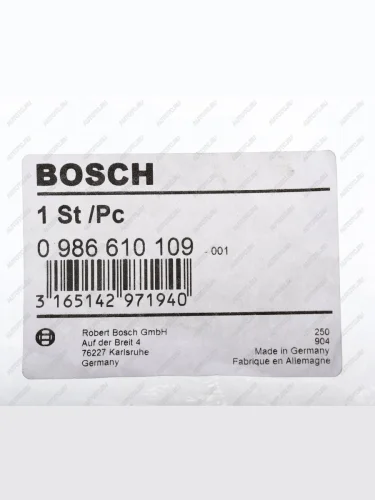 BOSCH
1 St /Pc
0 986 610 109 - 001
3 165142 971940
Robert Bosch GmbH
Auf der Breit 4
76227 Karlsruhe
Germany
250
904
Made in Germany
Fabrique en Allemagne